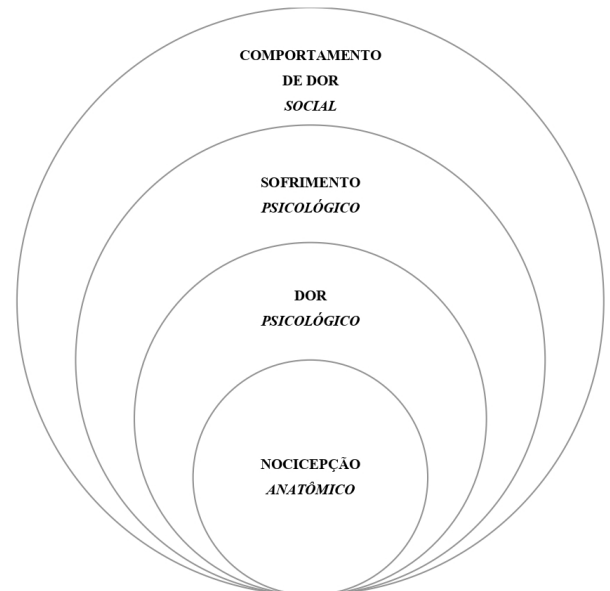 COMPORTAMENTO
DE DOR
SOCIAL
SOFRIMENTO
PSICOLÓGICO
DOR
PSICOLÓGICO
NOCICEPÇÃO
ANATÔMICO